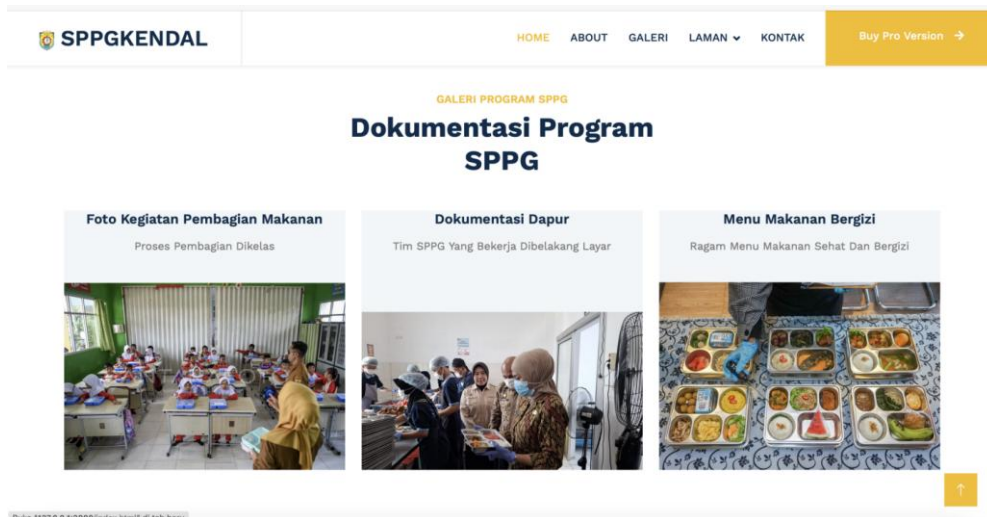 SPPGKENDAL
HOME ABOUT GALERI LAMAN KONTAK
Buy Pro Version →
GALERI PROGRAM SPPG
Dokumentasi Program
SPPG
Foto Kegiatan Pembagian Makanan
Proses Pembagian Dikelas
Dokumentasi Dapur
Tim SPPG Yang Bekerja Dibelakang Layar
Menu Makanan Bergizi
Ragam Menu Makanan Sehat Dan Bergizi